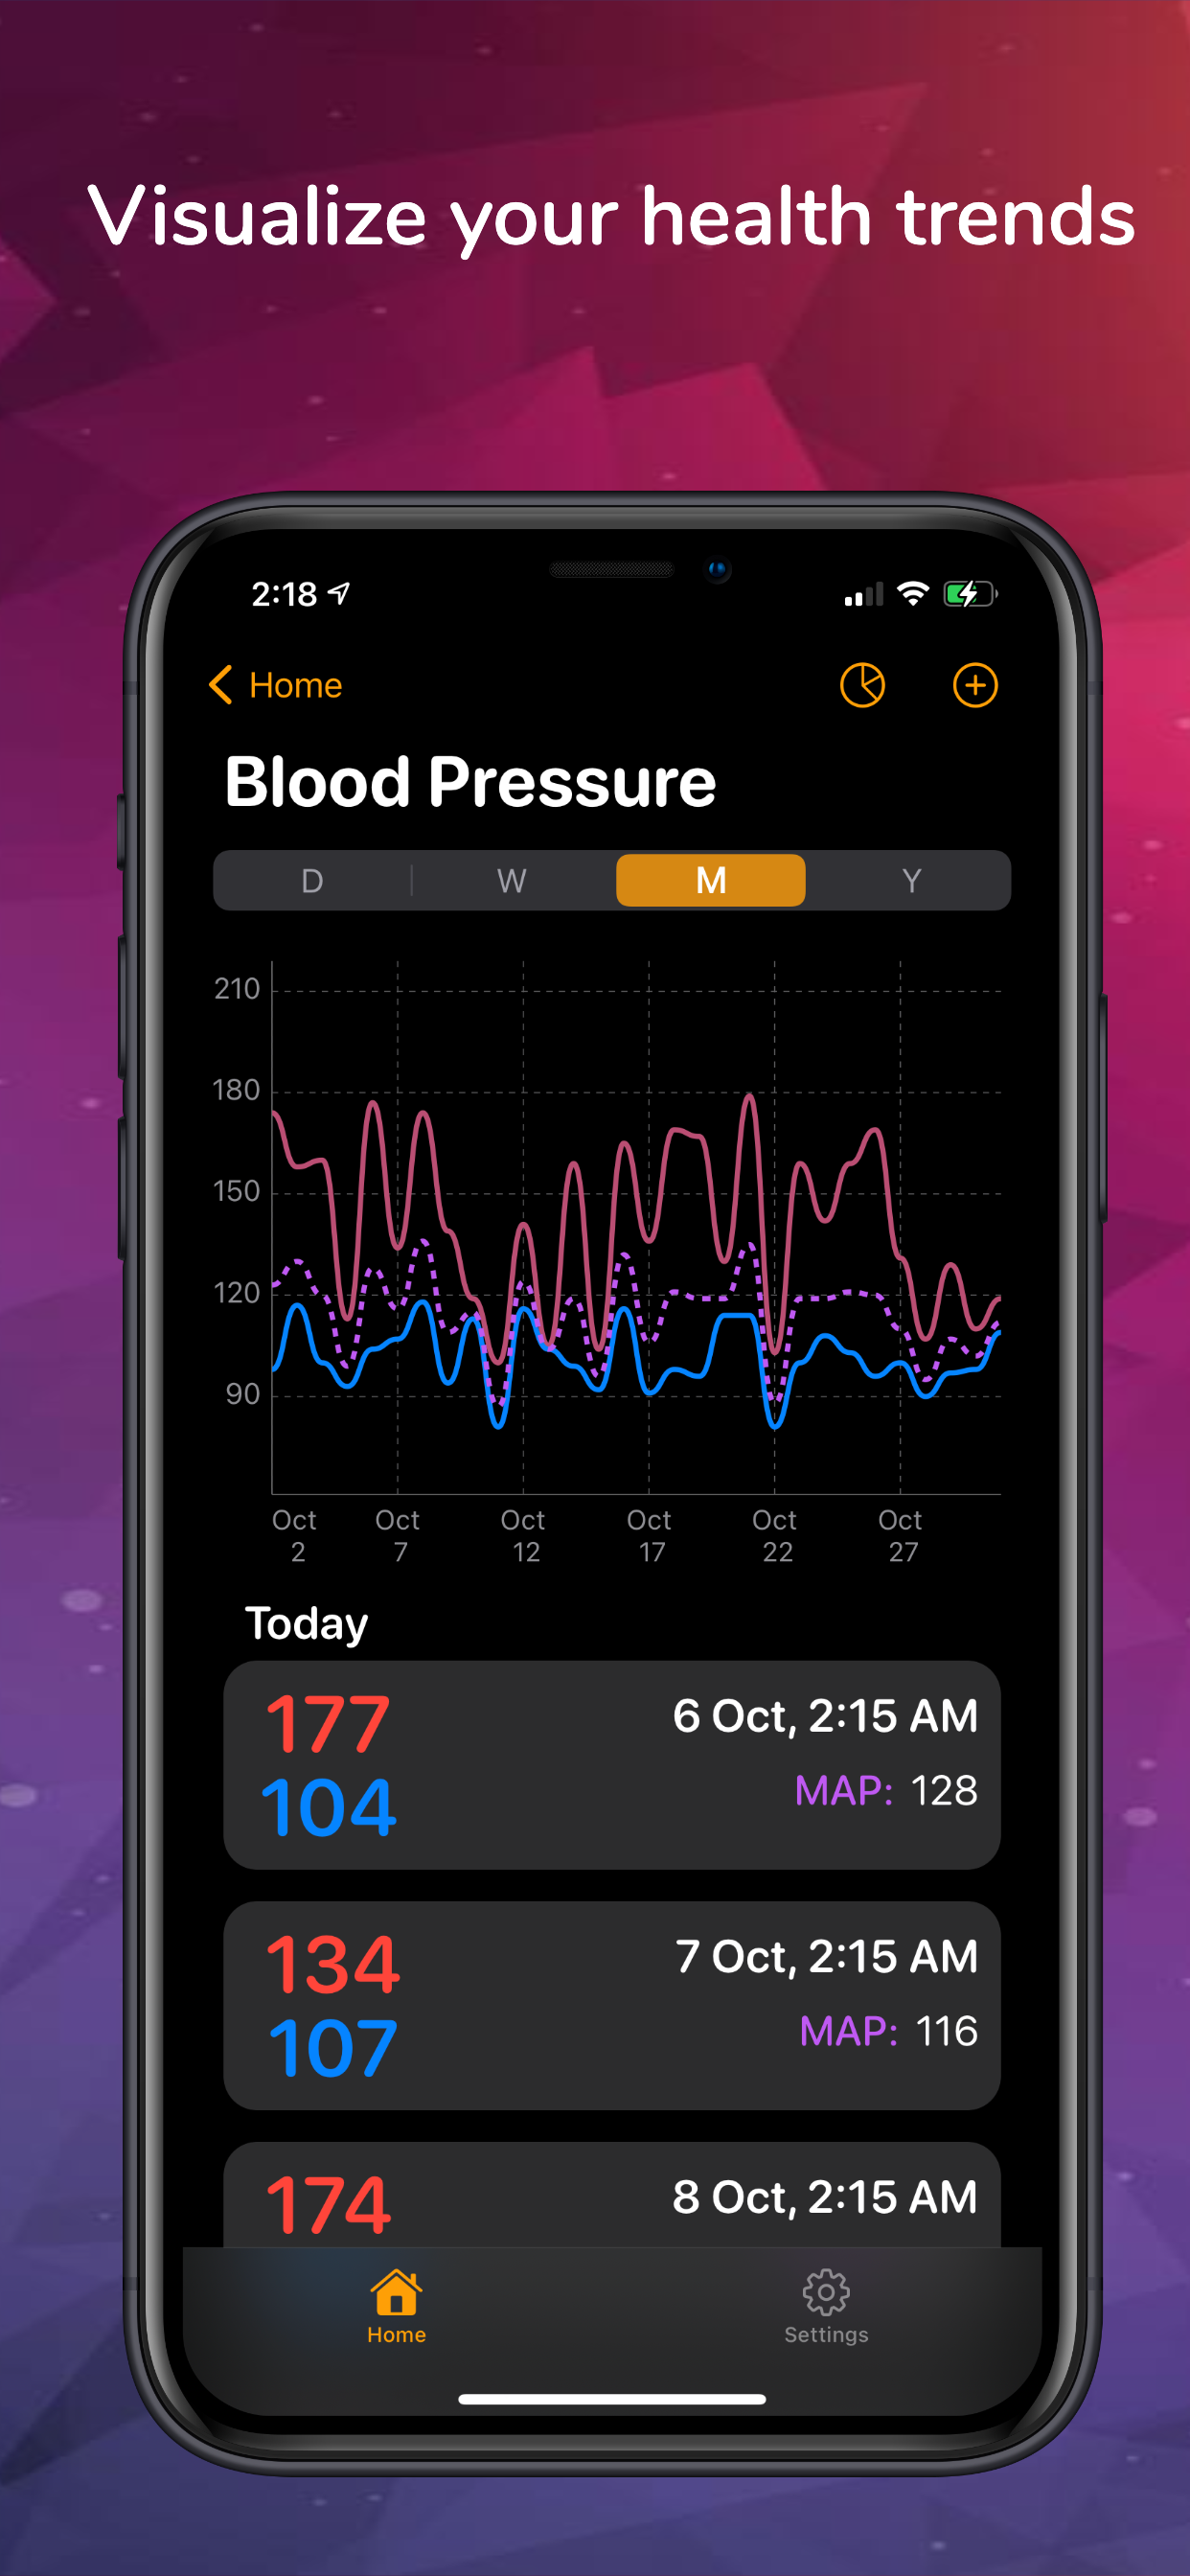 Visualize your health trends
2:18
Home
Blood Pressure
D W M Y
210
180
150
120
90
Oct 2 Oct 7 Oct 12 Oct 17 Oct 22 Oct 27
Today
177 6 Oct, 2:15 AM
104 MAP: 128
134 7 Oct, 2:15 AM
107 MAP: 116
174 8 Oct, 2:15 AM
Home Settings